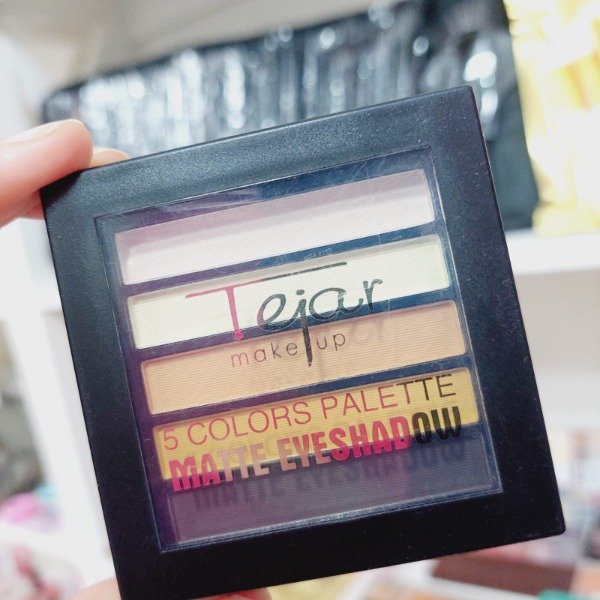 Tejar
make up
5 COLORS PALETTE
MATTE EYESHADOW